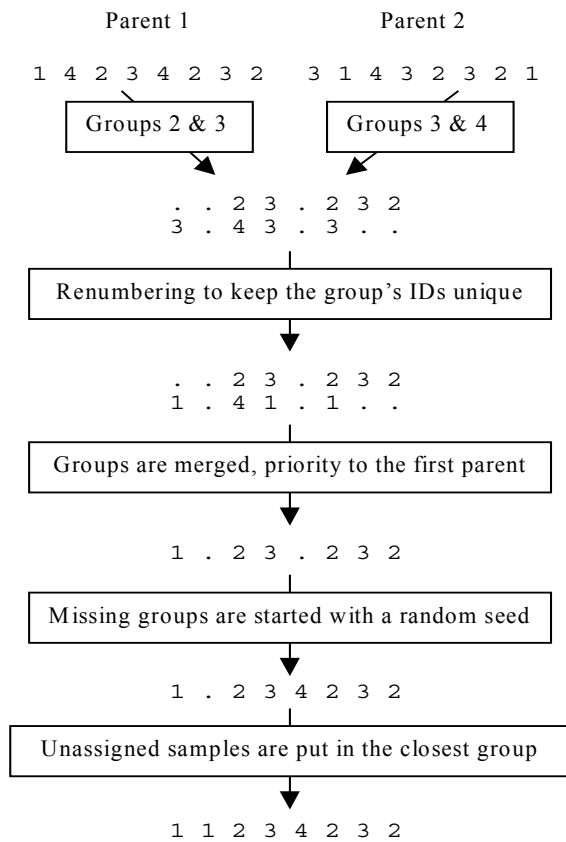 Parent 1 Parent 2
1 4 2 3 4 2 3 2 3 1 4 3 2 3 2 1
Groups 2 & 3 Groups 3 & 4
. . 2 3 . 2 3 2
3 . 4 3 . 3 . .
Renumbering to keep the group's IDs unique
. . 2 3 . 2 3 2
1 . 4 1 . 1 . .
Groups are merged, priority to the first parent
1 . 2 3 . 2 3 2
Missing groups are started with a random seed
1 . 2 3 4 2 3 2
Unassigned samples are put in the closest group
1 1 2 3 4 2 3 2